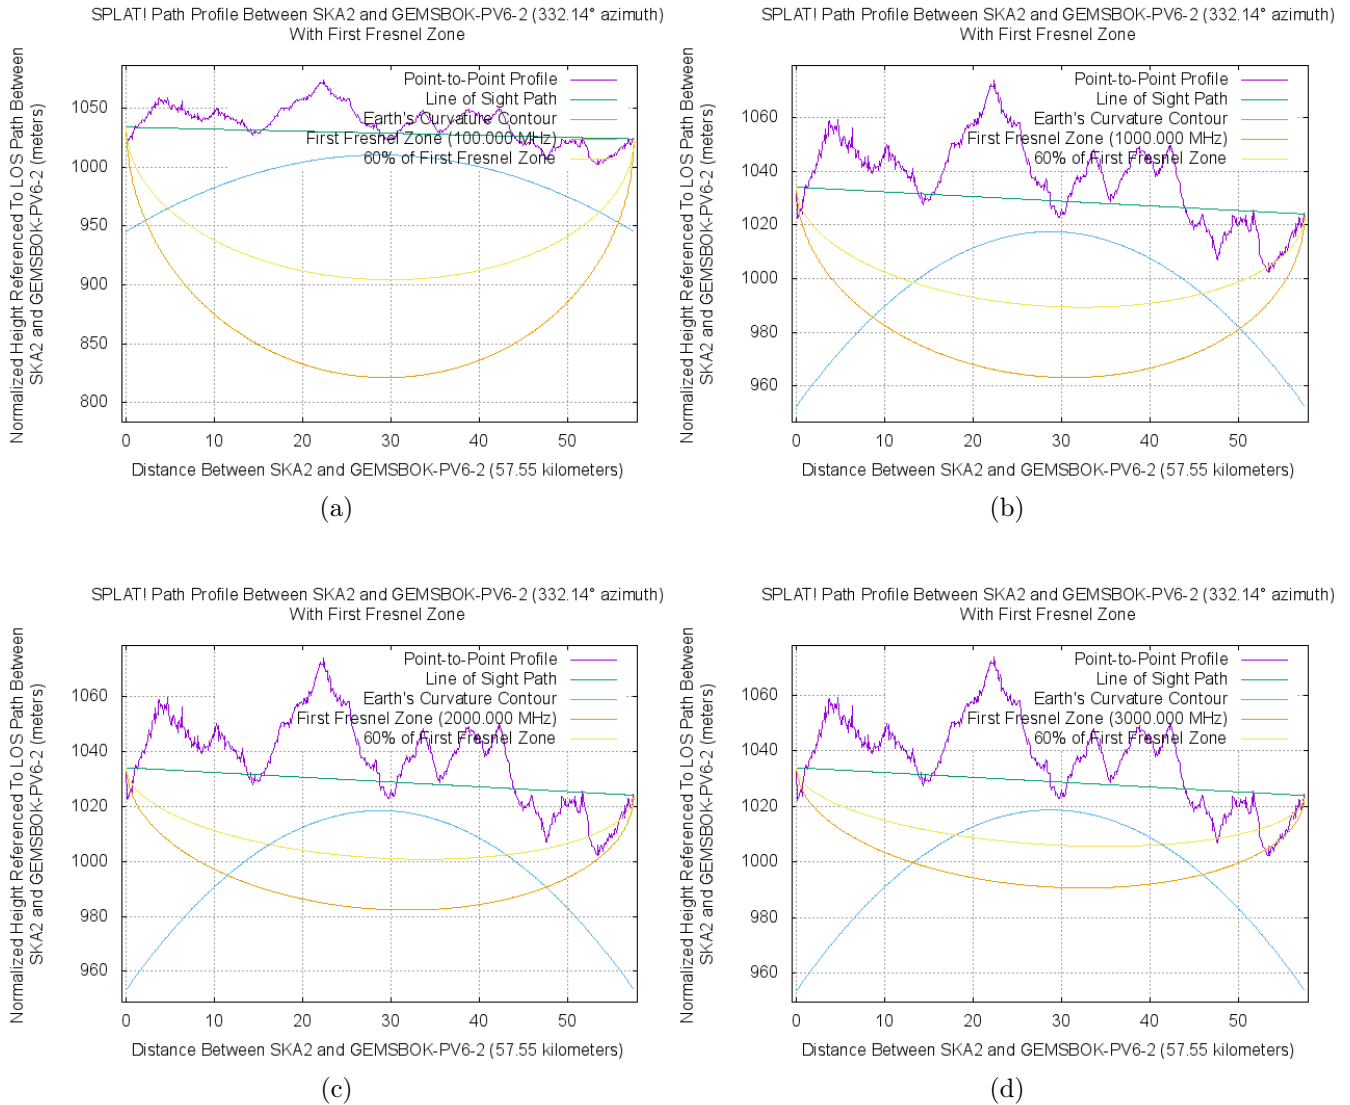 SPLAT! Path Profile Between SKA2 and GEMSBOK-PV6-2 (332.14° azimuth)
With First Fresnel Zone
Normalized Height Referenced To LOS Path Between
SKA2 and GEMSBOK-PV6-2 (meters)
Point-to-Point Profile
Line of Sight Path
Earth's Curvature Contour
First Fresnel Zone (100.000 MHz)
60% of First Fresnel Zone
1050
1000
950
900
850
800
0 10 20 30 40 50
Distance Between SKA2 and GEMSBOK-PV6-2 (57.55 kilometers)
(a)
SPLAT! Path Profile Between SKA2 and GEMSBOK-PV6-2 (332.14° azimuth)
With First Fresnel Zone
Normalized Height Referenced To LOS Path Between
SKA2 and GEMSBOK-PV6-2 (meters)
Point-to-Point Profile
Line of Sight Path
Earth's Curvature Contour
First Fresnel Zone (1000.000 MHz)
60% of First Fresnel Zone
1060
1040
1020
1000
980
960
0 10 20 30 40 50
Distance Between SKA2 and GEMSBOK-PV6-2 (57.55 kilometers)
(b)
SPLAT! Path Profile Between SKA2 and GEMSBOK-PV6-2 (332.14° azimuth)
With First Fresnel Zone
Normalized Height Referenced To LOS Path Between
SKA2 and GEMSBOK-PV6-2 (meters)
Point-to-Point Profile
Line of Sight Path
Earth's Curvature Contour
First Fresnel Zone (2000.000 MHz)
60% of First Fresnel Zone
1060
1040
1020
1000
980
960
0 10 20 30 40 50
Distance Between SKA2 and GEMSBOK-PV6-2 (57.55 kilometers)
(c)
SPLAT! Path Profile Between SKA2 and GEMSBOK-PV6-2 (332.14° azimuth)
With First Fresnel Zone
Normalized Height Referenced To LOS Path Between
SKA2 and GEMSBOK-PV6-2 (meters)
Point-to-Point Profile
Line of Sight Path
Earth's Curvature Contour
First Fresnel Zone (3000.000 MHz)
60% of First Fresnel Zone
1060
1040
1020
1000
980
960
0 10 20 30 40 50
Distance Between SKA2 and GEMSBOK-PV6-2 (57.55 kilometers)
(d)